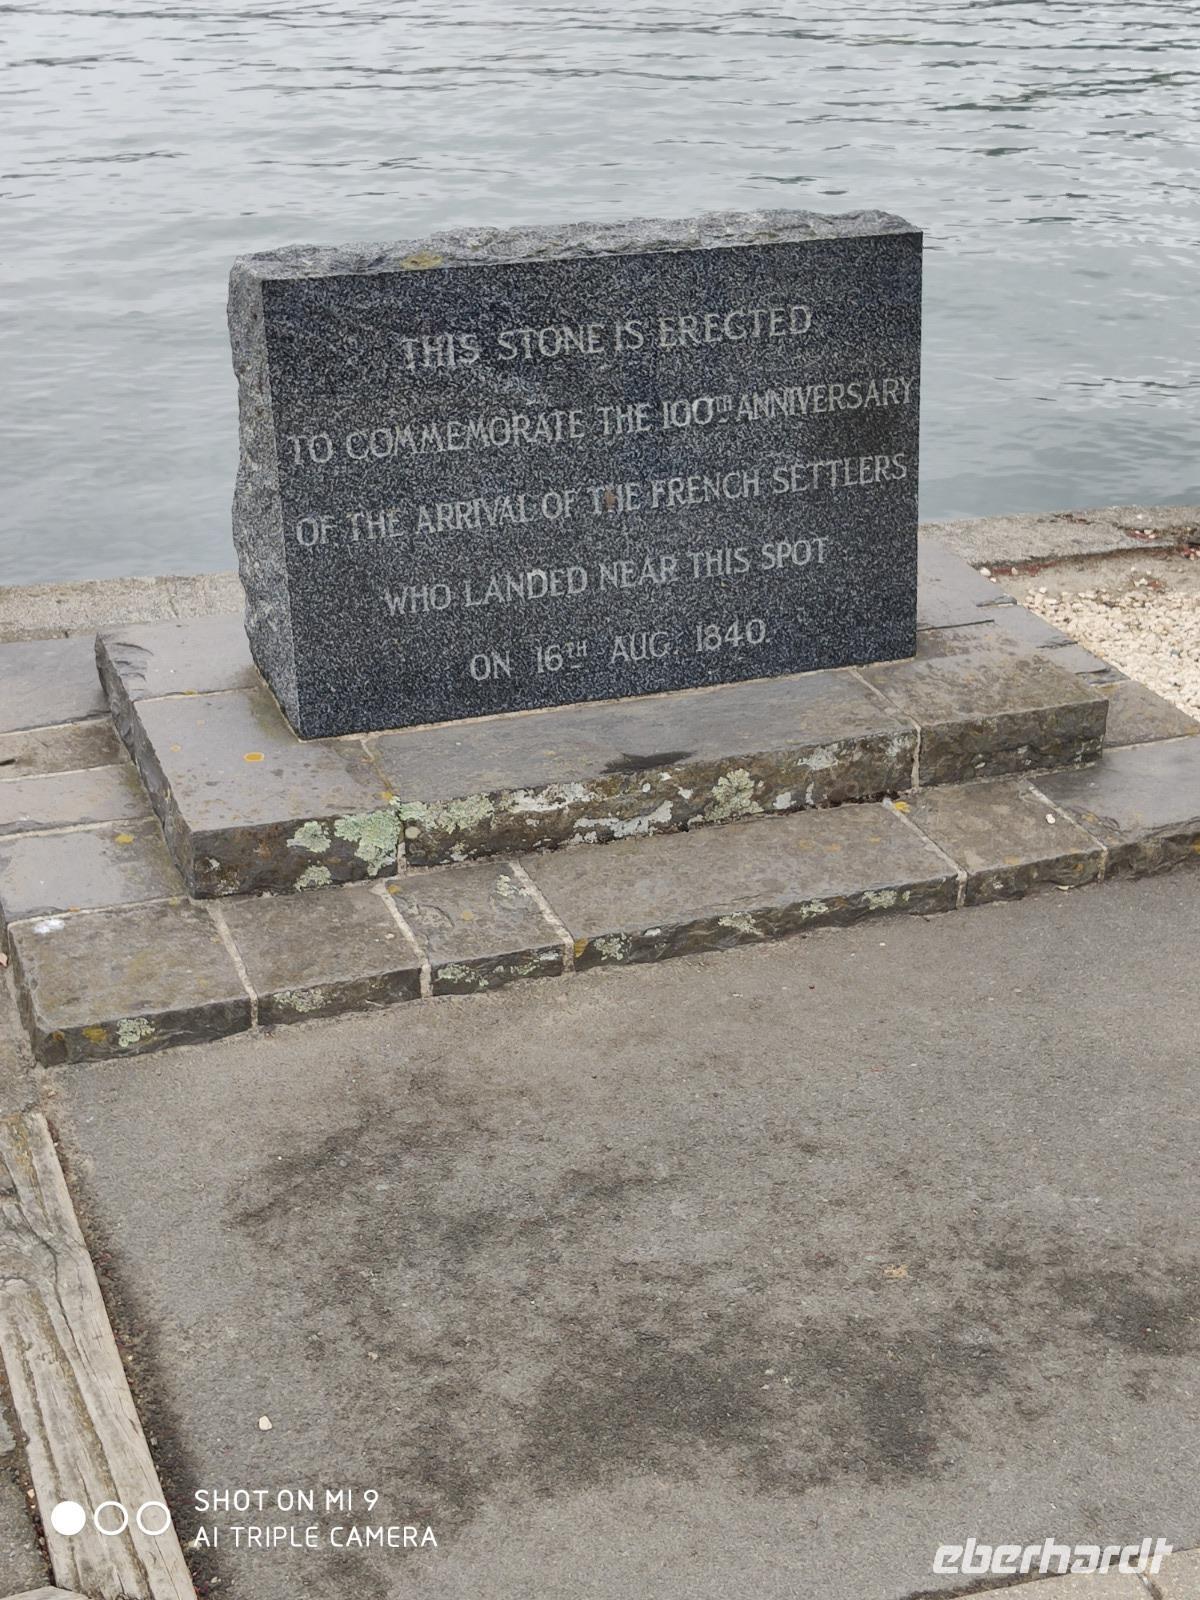 THIS STONE IS ERECTED
TO COMMEMORATE THE 100TH ANNIVERSARY
OF THE ARRIVAL OF THE FRENCH SETTLERS
WHO LANDED NEAR THIS SPOT
ON 16TH AUG. 1840.
SHOT ON MI 9
AI TRIPLE CAMERA
eberhardt